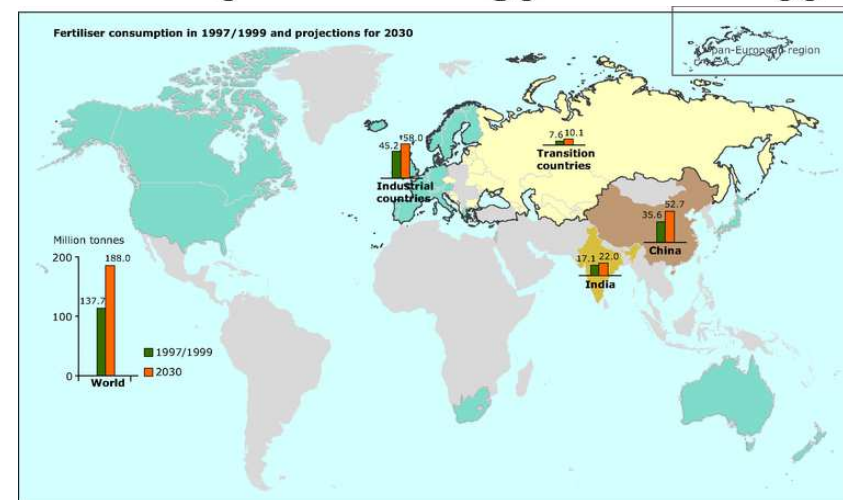 Fertiliser consumption in 1997/1999 and projections for 2030
pan-European region
7.6 10.1
Transition
countries
45.2 58.0
Industrial
countries
35.6 52.7
China
17.1 22.0
India
Million tonnes
200
188.0
137.7
100
0
World
1997/1999
2030